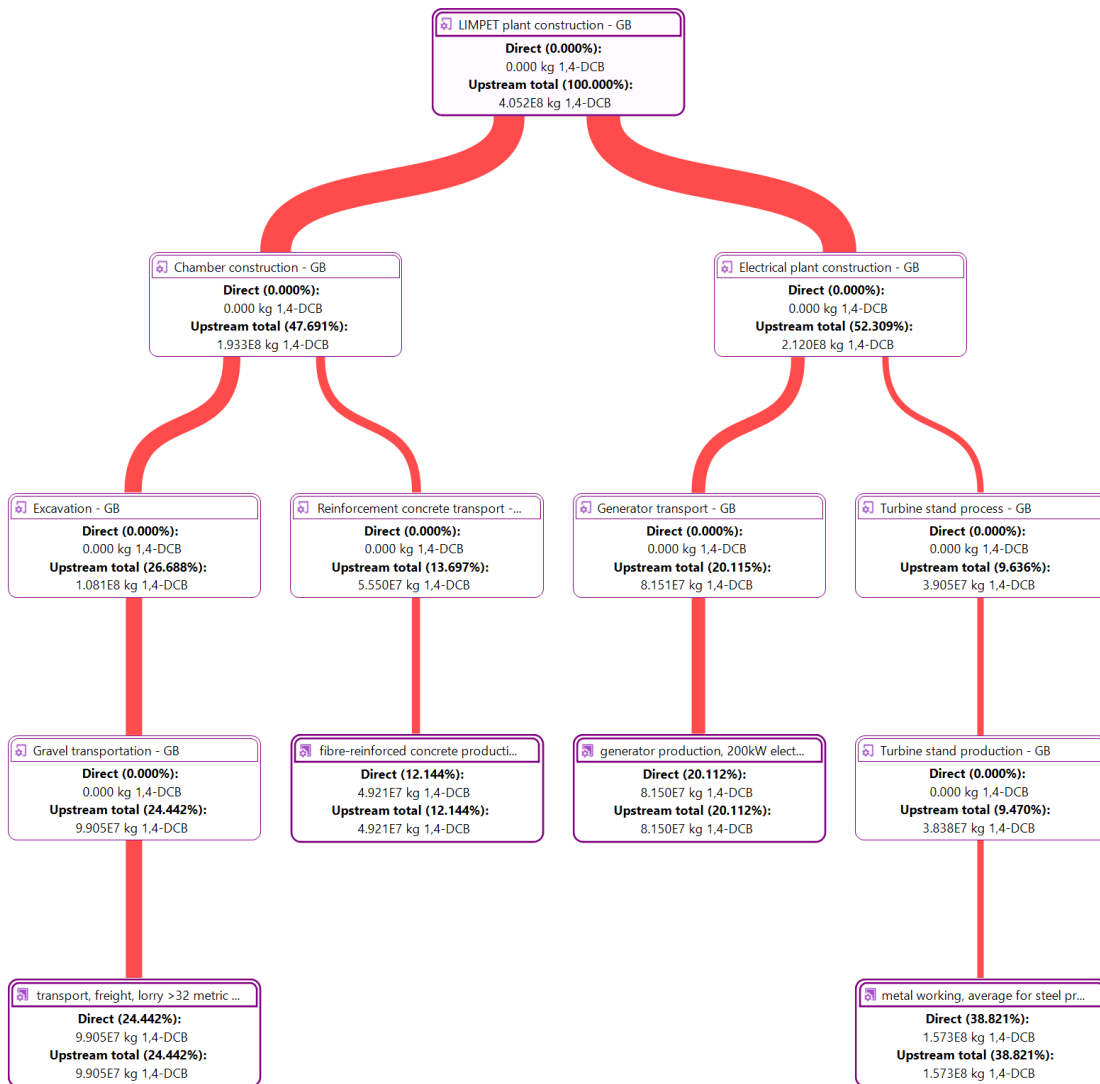 LIMPET plant construction - GB
Direct (0.000%):
0.000 kg 1,4-DCB
Upstream total (100.000%):
4.052E8 kg 1,4-DCB
Chamber construction - GB
Direct (0.000%):
0.000 kg 1,4-DCB
Upstream total (47.691%):
1.933E8 kg 1,4-DCB
Electrical plant construction - GB
Direct (0.000%):
0.000 kg 1,4-DCB
Upstream total (52.309%):
2.120E8 kg 1,4-DCB
Excavation - GB
Direct (0.000%):
0.000 kg 1,4-DCB
Upstream total (26.688%):
1.081E8 kg 1,4-DCB
Reinforcement concrete transport -...
Direct (0.000%):
0.000 kg 1,4-DCB
Upstream total (13.697%):
5.550E7 kg 1,4-DCB
Generator transport - GB
Direct (0.000%):
0.000 kg 1,4-DCB
Upstream total (20.115%):
8.151E7 kg 1,4-DCB
Turbine stand process - GB
Direct (0.000%):
0.000 kg 1,4-DCB
Upstream total (9.636%):
3.905E7 kg 1,4-DCB
Gravel transportation - GB
Direct (0.000%):
0.000 kg 1,4-DCB
Upstream total (24.442%):
9.905E7 kg 1,4-DCB
fibre-reinforced concrete producti...
Direct (12.144%):
4.921E7 kg 1,4-DCB
Upstream total (12.144%):
4.921E7 kg 1,4-DCB
generator production, 200kW elect...
Direct (20.112%):
8.150E7 kg 1,4-DCB
Upstream total (20.112%):
8.150E7 kg 1,4-DCB
Turbine stand production - GB
Direct (0.000%):
0.000 kg 1,4-DCB
Upstream total (9.470%):
3.838E7 kg 1,4-DCB
transport, freight, lorry >32 metric ...
Direct (24.442%):
9.905E7 kg 1,4-DCB
Upstream total (24.442%):
9.905E7 kg 1,4-DCB
metal working, average for steel pr...
Direct (38.821%):
1.573E8 kg 1,4-DCB
Upstream total (38.821%):
1.573E8 kg 1,4-DCB